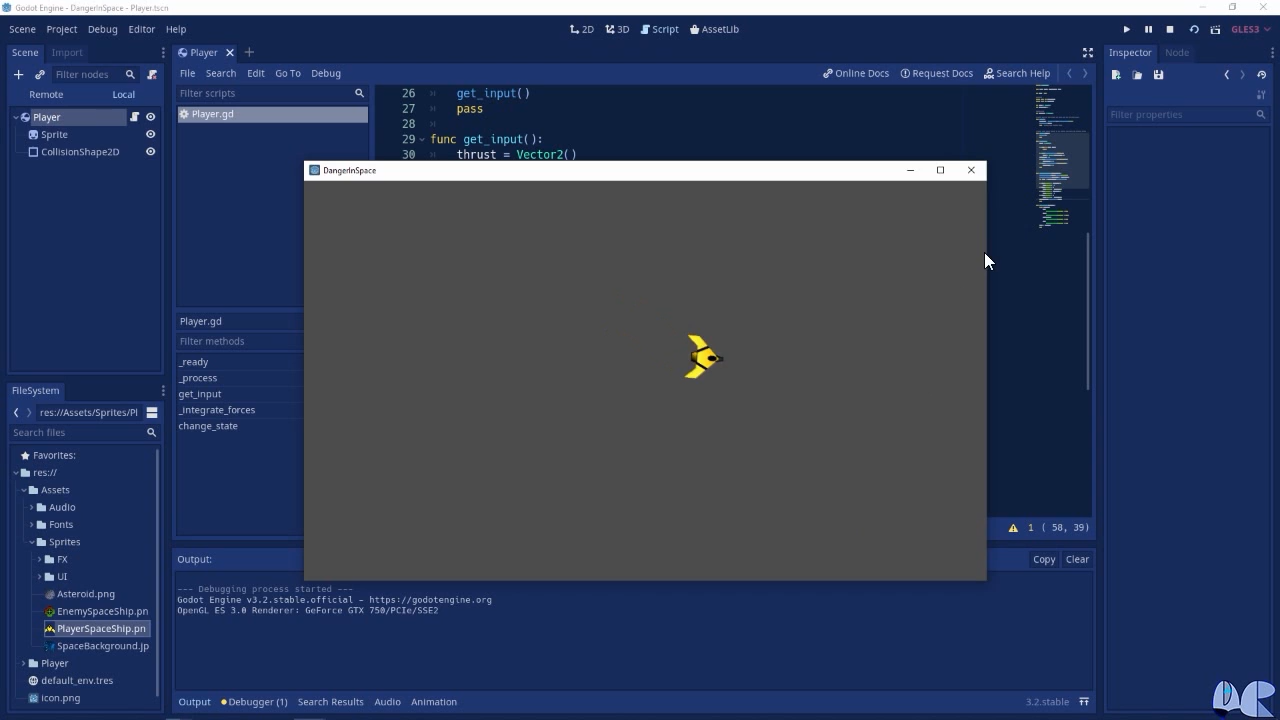 Godot Engine - DangerInSpace - Player.tscn
Scene Project Debug Editor Help
2D 3D Script AssetLib
GLES3
Scene Import
Player
Inspector Node
Filter nodes
File Search Edit Go To Debug
Online Docs Request Docs Search Help
Remote Local
Filter scripts
Player.gd
Filter properties
Player
Sprite
CollisionShape2D
26 get_input()
27 pass
28
29 func get_input():
30 thrust = Vector2()
DangerInSpace
Player.gd
Filter methods
_ready
_process
get_input
_integrate_forces
change_state
FileSystem
res://Assets/Sprites/Pl
Search files
Favorites:
res://
Assets
Audio
Fonts
Sprites
FX
UI
Asteroid.png
EnemySpaceShip.pn
PlayerSpaceShip.pn
SpaceBackground.jp
Player
default_env.tres
icon.png
1 ( 58, 39)
Output:
Copy Clear
--- Debugging process started ---
Godot Engine v3.2.stable.official - https://godotengine.org
OpenGL ES 3.0 Renderer: GeForce GTX 750/PCIe/SSE2
Output Debugger (1) Search Results Audio Animation
3.2.stable